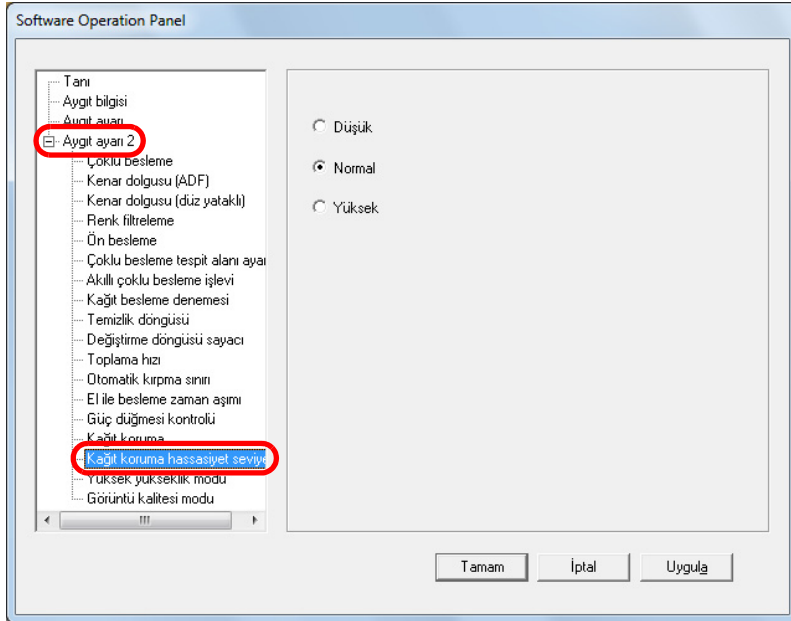 Software Operation Panel
Tanı
Aygıt bilgisi
Aygıt ayarı
Aygıt ayarı 2
Çoklu besleme
Kenar dolgusu (ADF)
Kenar dolgusu (düz yataklı)
Renk filtreleme
Ön besleme
Çoklu besleme tespit alanı ayaı
Akıllı çoklu besleme işlevi
Kağıt besleme denemesi
Temizlik döngüsü
Değiştirme döngüsü sayacı
Toplama hızı
Otomatik kırpma sınırı
El ile besleme zaman aşımı
Güç düğmesi kontrolü
Kağıt koruma
Kağıt koruma hassasiyet seviye
Yüksek yükseklik modu
Görüntü kalitesi modu
Düşük
Normal
Yüksek
Tamam
İptal
Uygula